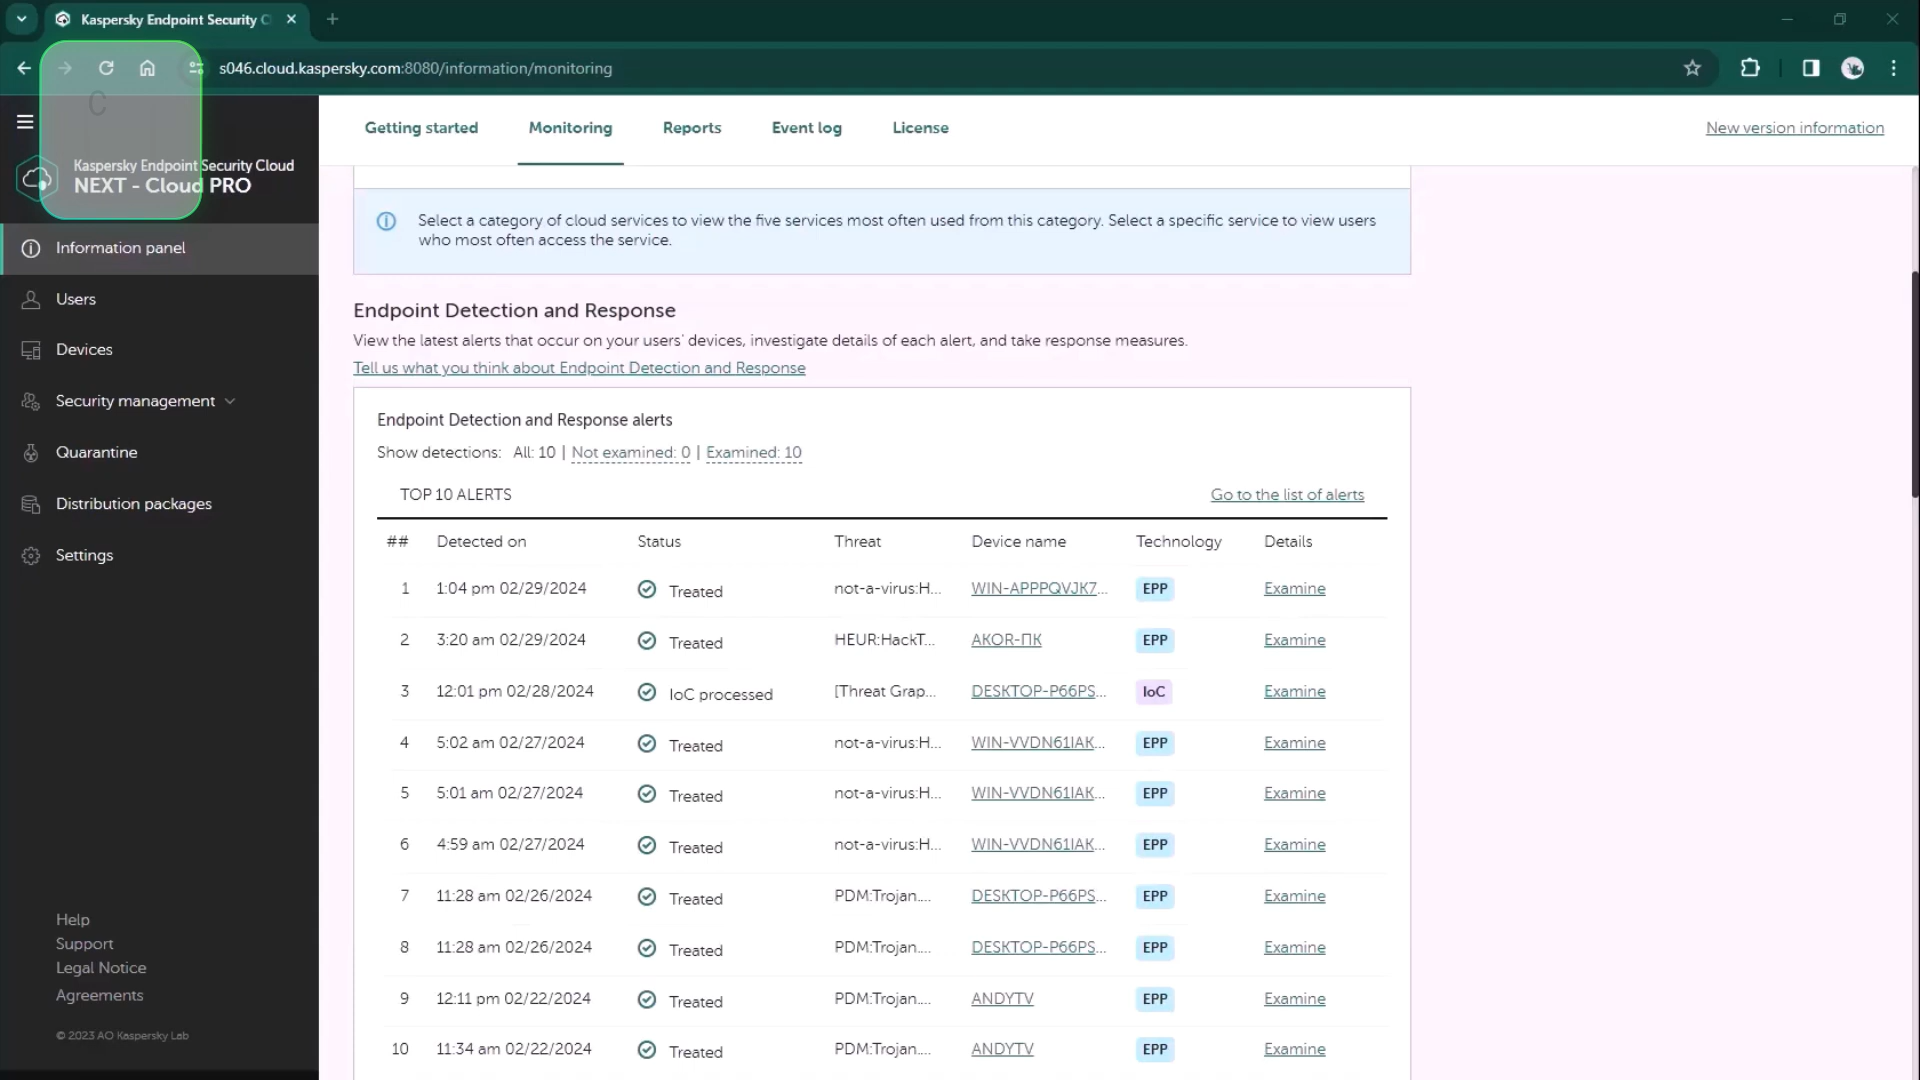 Kaspersky Endpoint Security C
s046.cloud.kaspersky.com:8080/information/monitoring
C
Kaspersky Endpoint Security Cloud
NEXT - Cloud PRO
Information panel
Users
Devices
Security management
Quarantine
Distribution packages
Settings
Help
Support
Legal Notice
Agreements
© 2023 AO Kaspersky Lab
Getting started Monitoring Reports Event log License New version information
Select a category of cloud services to view the five services most often used from this category. Select a specific service to view users
who most often access the service.
Endpoint Detection and Response
View the latest alerts that occur on your users' devices, investigate details of each alert, and take response measures.
Tell us what you think about Endpoint Detection and Response
Endpoint Detection and Response alerts
Show detections: All: 10 | Not examined: 0 | Examined: 10
TOP 10 ALERTS Go to the list of alerts
## Detected on Status Threat Device name Technology Details
1 1:04 pm 02/29/2024 Treated not-a-virus:H... WIN-APPPQVJK7... EPP Examine
2 3:20 am 02/29/2024 Treated HEUR:HackT... AKOR-ПК EPP Examine
3 12:01 pm 02/28/2024 IoC processed [Threat Grap... DESKTOP-P66PS... IoC Examine
4 5:02 am 02/27/2024 Treated not-a-virus:H... WIN-VVDN61IAK... EPP Examine
5 5:01 am 02/27/2024 Treated not-a-virus:H... WIN-VVDN61IAK... EPP Examine
6 4:59 am 02/27/2024 Treated not-a-virus:H... WIN-VVDN61IAK... EPP Examine
7 11:28 am 02/26/2024 Treated PDM:Trojan.... DESKTOP-P66PS... EPP Examine
8 11:28 am 02/26/2024 Treated PDM:Trojan.... DESKTOP-P66PS... EPP Examine
9 12:11 pm 02/22/2024 Treated PDM:Trojan.... ANDYTV EPP Examine
10 11:34 am 02/22/2024 Treated PDM:Trojan.... ANDYTV EPP Examine